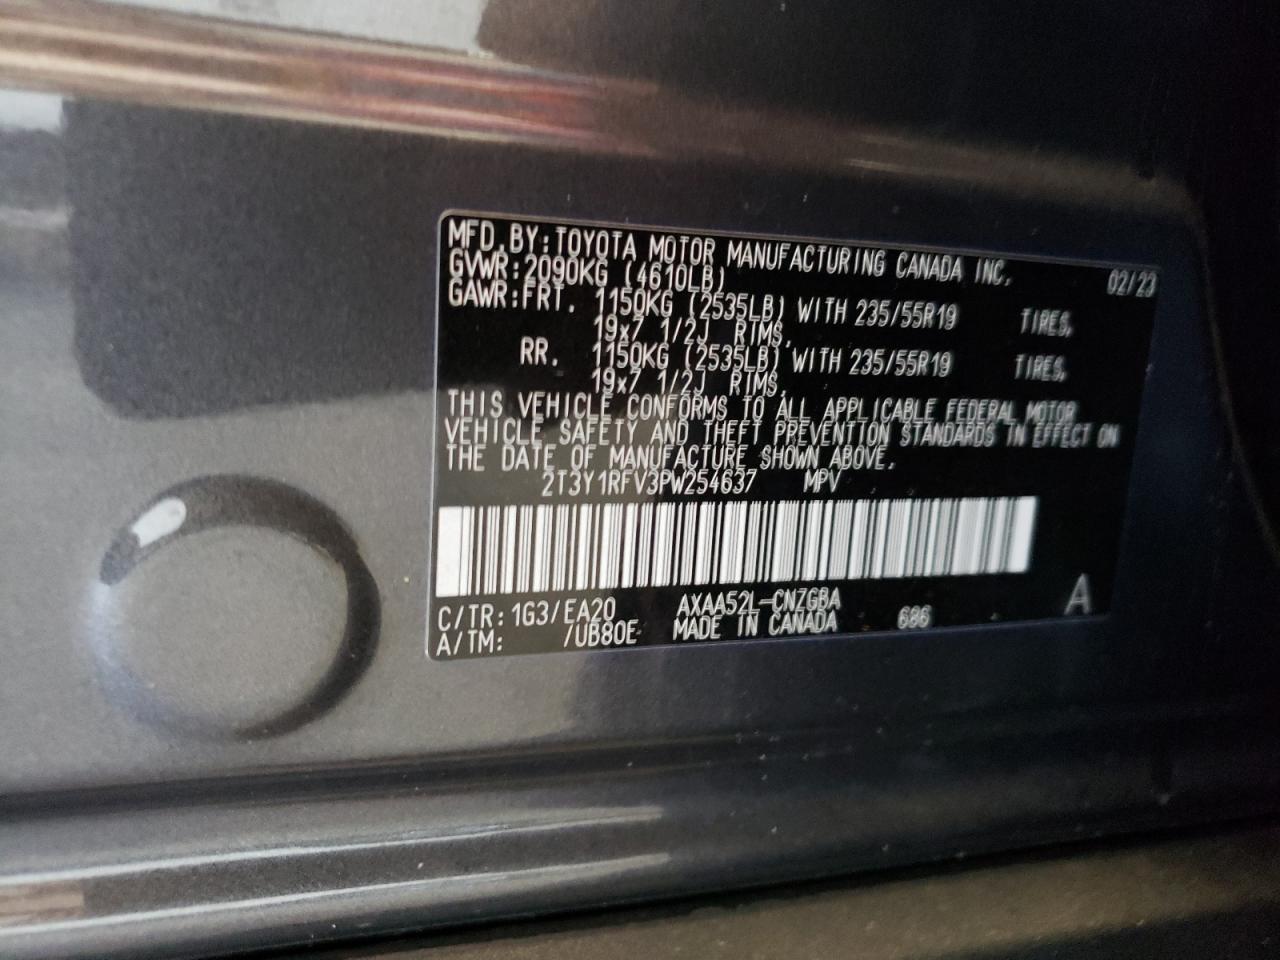 MFD.BY:TOYOTA MOTOR MANUFACTURING CANADA INC. 02/23
GVWR:2090KG (4610LB)
GAWR:FRT. 1150KG (2535LB) WITH 235/55R19 TIRES,
19x7 1/2J RIMS,
RR. 1150KG (2535LB) WITH 235/55R19 TIRES,
19x7 1/2J RIMS,
THIS VEHICLE CONFORMS TO ALL APPLICABLE FEDERAL MOTOR
VEHICLE SAFETY AND THEFT PREVENTION STANDARDS IN EFFECT ON
THE DATE OF MANUFACTURE SHOWN ABOVE.
2T3Y1RFV3PW254637 MPV
C/TR:1G3/EA20 AXAA52L-CNZGBA A
A/TM: /UB80E MADE IN CANADA 686